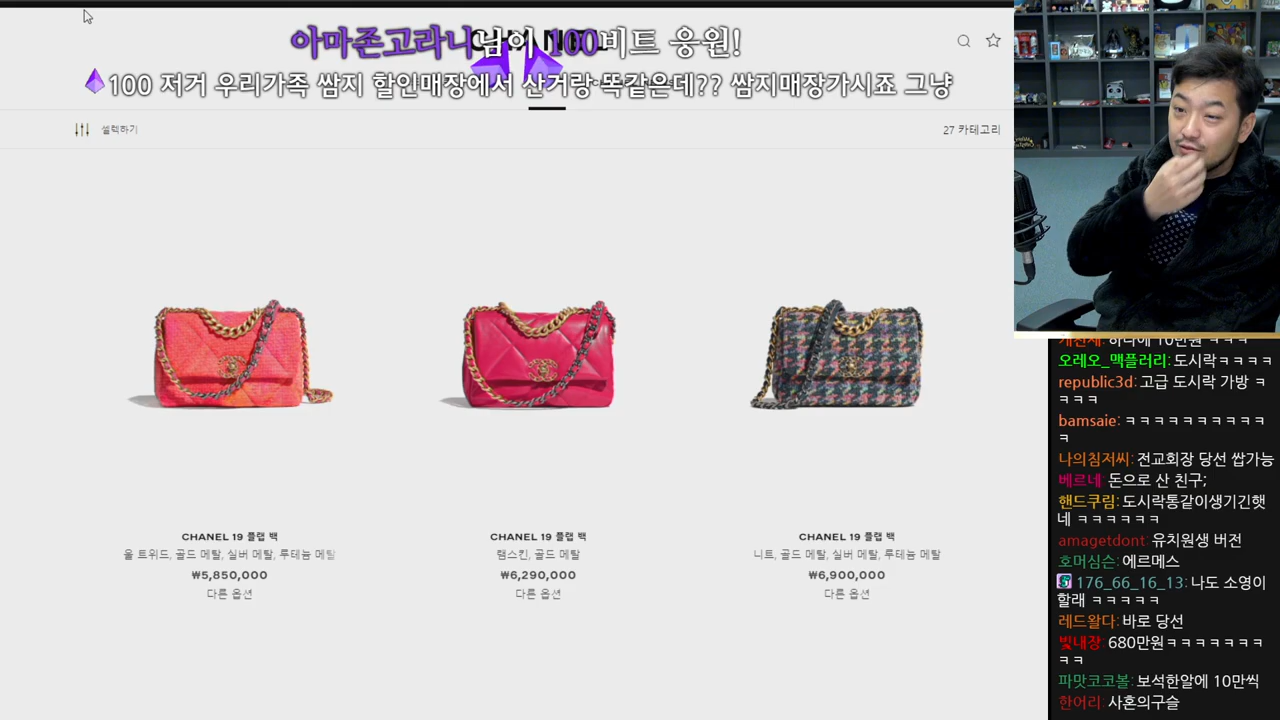 아마존고라니님이 100비트 응원!
100 저거 우리가족 쌈지 할인매장에서 산거랑 똑같은데?? 쌈지매장가시죠 그냥
셀렉하기
27 카테고리
CHANEL 19 플랩 백
울 트위드, 골드 메탈, 실버 메탈, 루테늄 메탈
₩5,850,000
다른 옵션
CHANEL 19 플랩 백
램스킨, 골드 메탈
₩6,290,000
다른 옵션
CHANEL 19 플랩 백
니트, 골드 메탈, 실버 메탈, 루테늄 메탈
₩6,900,000
다른 옵션
하나에 10만원 ㅋㅋㅋ
오레오_맥플러리: 도시락ㅋㅋㅋㅋ
republic3d: 고급 도시락 가방 ㅋ
ㅋㅋㅋ
bamsaie: ㅋㅋㅋㅋㅋㅋㅋㅋㅋㅋ
ㅋ
나의침저씨: 전교회장 당선 쌉가능
베르네: 돈으로 산 친구;
핸드쿠림: 도시락통같이생기긴햇
네 ㅋㅋㅋㅋㅋㅋ
amagetdont: 유치원생 버전
호머심슨: 에르메스
176_66_16_13: 나도 소영이
할래 ㅋㅋㅋㅋㅋ
레드왈다: 바로 당선
빛내장: 680만원ㅋㅋㅋㅋㅋㅋㅋ
ㅋㅋ
파맛코코볼: 보석한알에 10만씩
한어리: 사혼의구슬